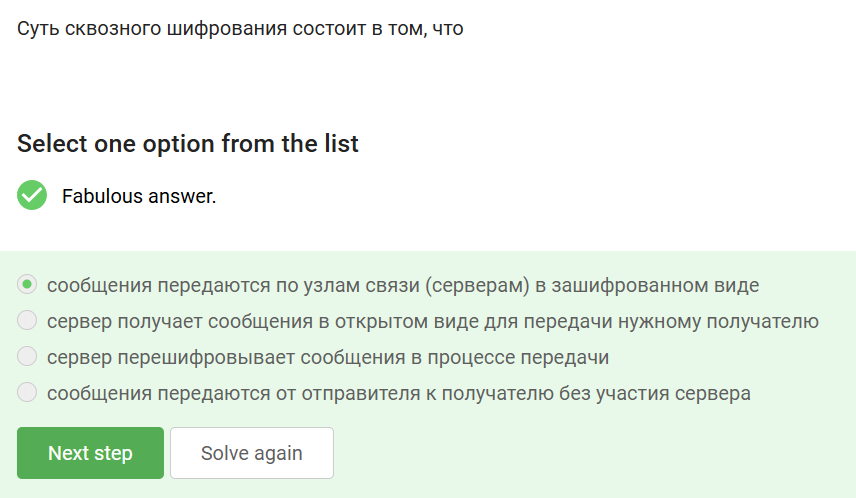 Суть сквозного шифрования состоит в том, что
Select one option from the list
Fabulous answer.
сообщения передаются по узлам связи (серверам) в зашифрованном виде
сервер получает сообщения в открытом виде для передачи нужному получателю
сервер перешифровывает сообщения в процессе передачи
сообщения передаются от отправителя к получателю без участия сервера
Next step
Solve again